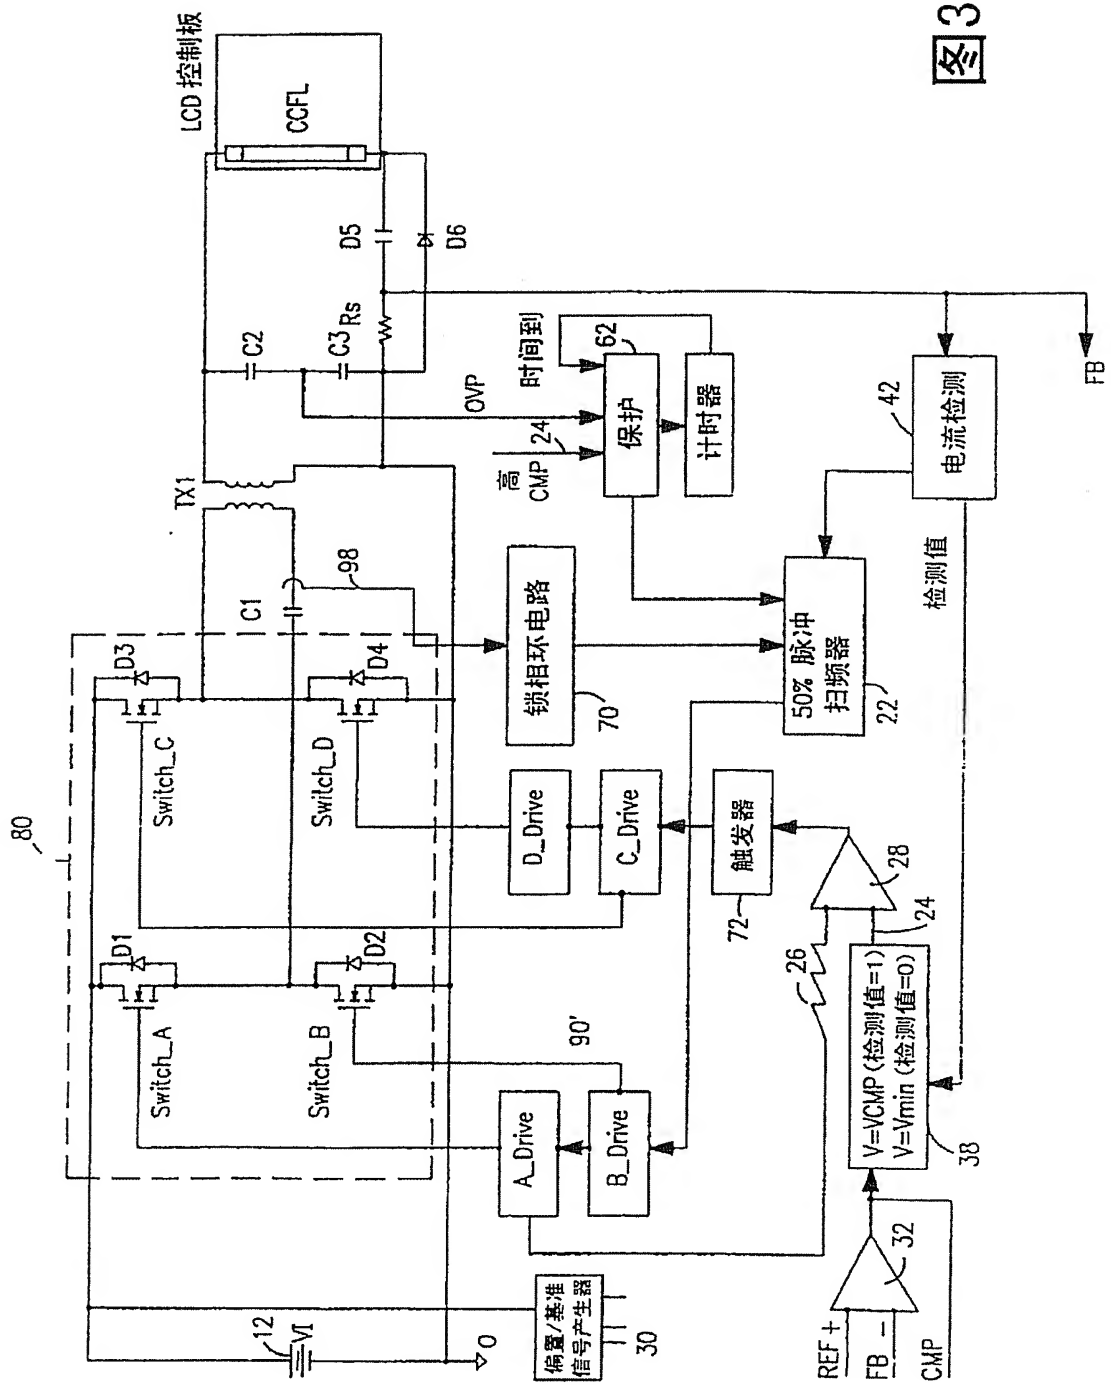 80
12
VI
0
Switch_A
D1
Switch_B
D2
Switch_C
D3
Switch_D
D4
C1
98
TX1
C2
C3
Rs
D5
D6
LCD 控制板
CCFL
90'
A_Drive
B_Drive
D_Drive
C_Drive
触发器
72
锁相环电路
70
高
CMP
24
OVP
时间到
保护
62
计时器
50% 脉冲
扫频器
22
电流检测
42
检测值
FB
偏置/基准
信号产生器
30
26
28
24
V=VCMP (检测值=1)
V=Vmin (检测值=0)
38
32
REF +
FB -
CMP
图3